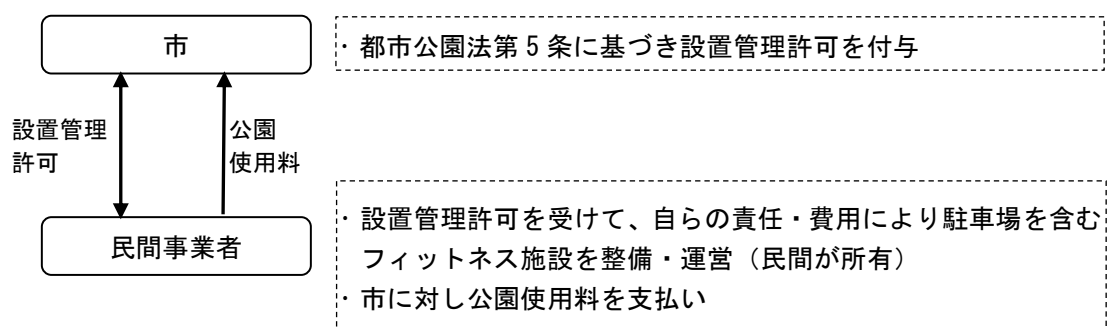 市
・都市公園法第5条に基づき設置管理許可を付与
設置管理
許可
公園
使用料
民間事業者
・設置管理許可を受けて、自らの責任・費用により駐車場を含む
フィットネス施設を整備・運営（民間が所有）
・市に対し公園使用料を支払い